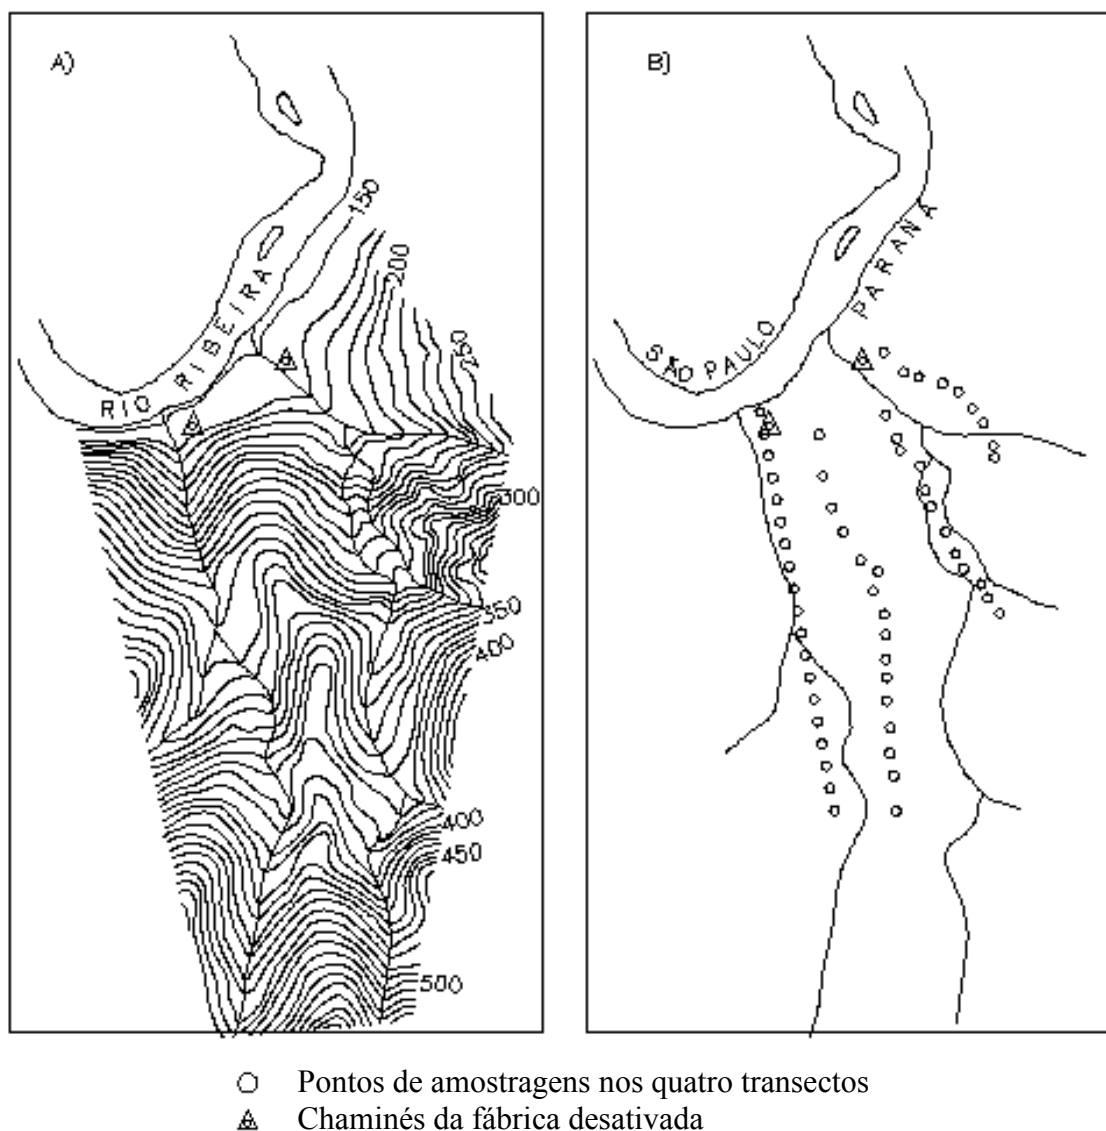 A)
150
200
250
RIO RIBEIRA
300
350
400
400
450
500
B)
PARANÁ
SÃO PAULO
Pontos de amostragens nos quatro transectos
Chaminés da fábrica desativada